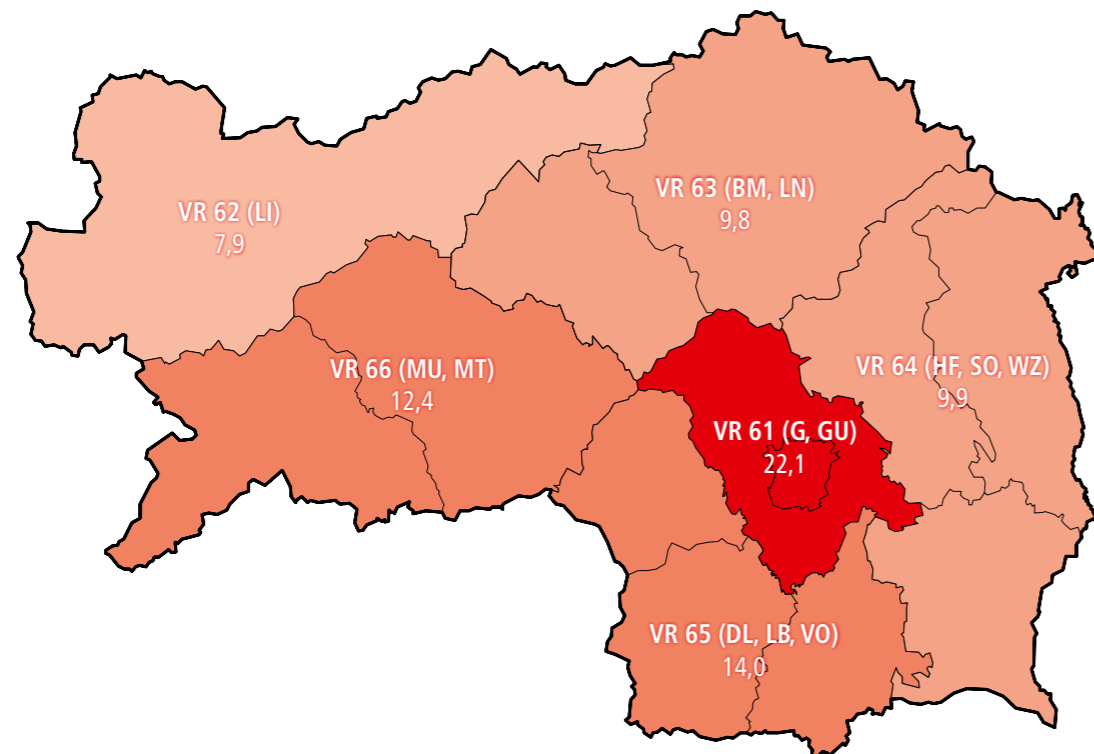 VR 63 (BM, LN)
9,8
VR 62 (LI)
7,9
VR 66 (MU, MT)
12,4
VR 64 (HF, SO, WZ)
9,9
VR 61 (G, GU)
22,1
VR 65 (DL, LB, VO)
14,0